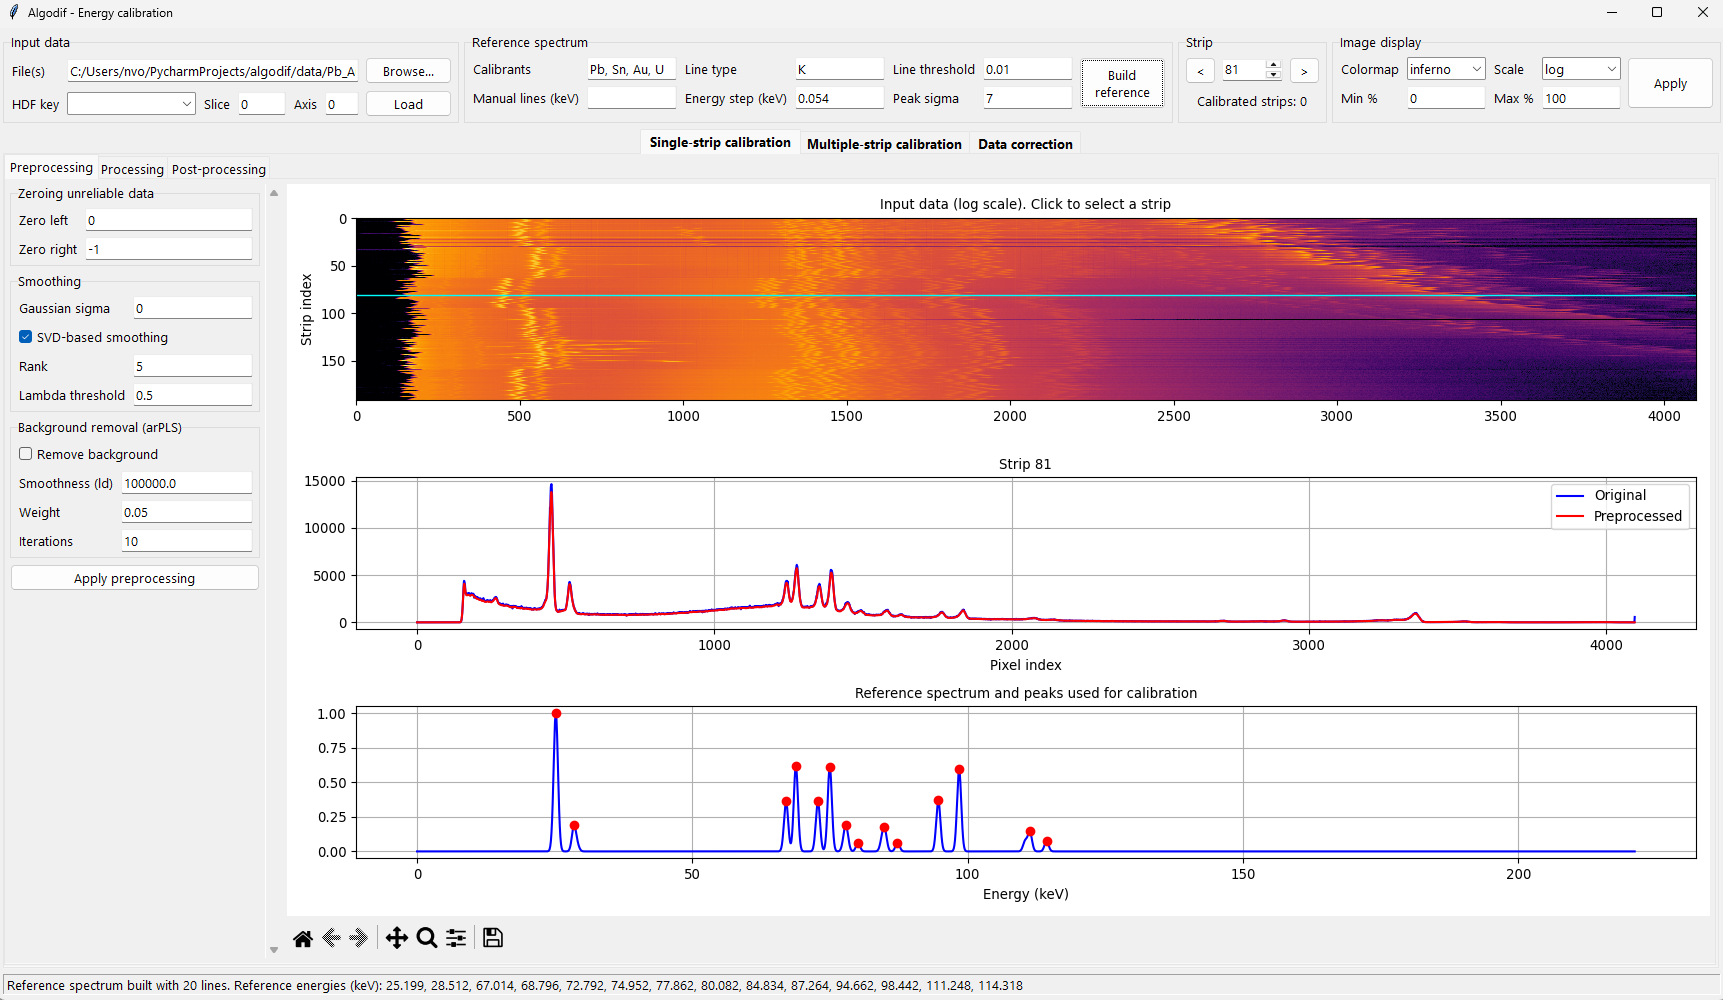 Algodif - Energy calibration
Input data
File(s) C:/Users/nvo/PycharmProjects/algodif/data/Pb_A Browse...
HDF key Slice 0 Axis 0 Load
Reference spectrum
Calibrants Pb, Sn, Au, U Line type K Line threshold 0.01
Manual lines (keV) Energy step (keV) 0.054 Peak sigma 7
Build
reference
Strip
< 81 >
Calibrated strips: 0
Image display
Colormap inferno Scale log
Min % 0 Max % 100
Apply
Single-strip calibration Multiple-strip calibration Data correction
Preprocessing Processing Post-processing
Zeroing unreliable data
Zero left 0
Zero right -1
Smoothing
Gaussian sigma 0
SVD-based smoothing
Rank 5
Lambda threshold 0.5
Background removal (arPLS)
Remove background
Smoothness (ld) 100000.0
Weight 0.05
Iterations 10
Apply preprocessing
Input data (log scale). Click to select a strip
Strip index
0
50
100
150
0 500 1000 1500 2000 2500 3000 3500 4000
Strip 81
15000
10000
5000
0
Original
Preprocessed
0 1000 2000 3000 4000
Pixel index
Reference spectrum and peaks used for calibration
1.00
0.75
0.50
0.25
0.00
0 50 100 150 200
Energy (keV)
Reference spectrum built with 20 lines. Reference energies (keV): 25.199, 28.512, 67.014, 68.796, 72.792, 74.952, 77.862, 80.082, 84.834, 87.264, 94.662, 98.442, 111.248, 114.318